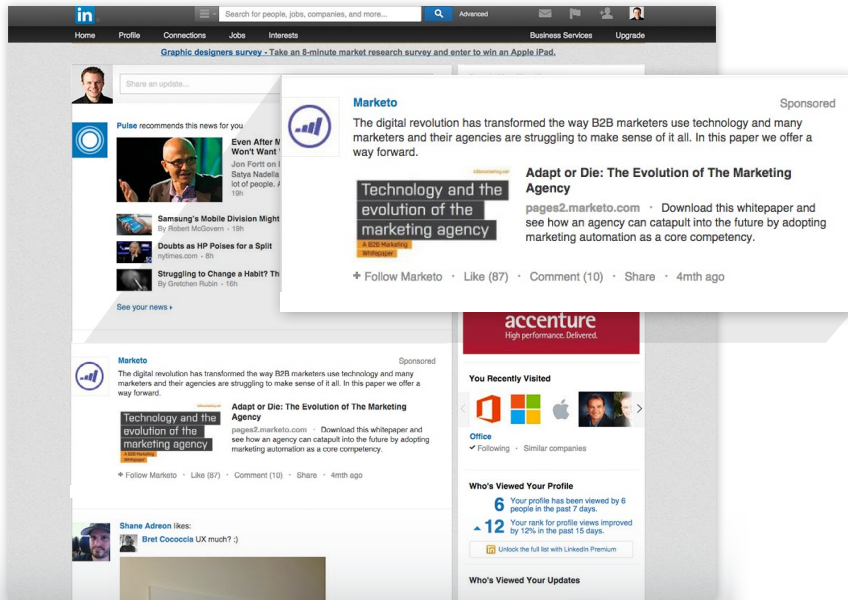 in
Search for people, jobs, companies, and more...
Advanced
Home Profile Connections Jobs Interests
Business Services Upgrade
Graphic designers survey - Take an 8-minute market research survey and enter to win an Apple iPad.
Share an update...
Pulse recommends this news for you
Even After M
Won't Want
Jon Fortt on
Satya Nadella
lot of people. A
19h
Samsung's Mobile Division Might
By Robert McGovern - 19h
Doubts as HP Poises for a Split
nytimes.com - 8h
Struggling to Change a Habit? Th
By Gretchen Rubin - 16h
See your news
Marketo
Sponsored
The digital revolution has transformed the way B2B marketers use technology and many
marketers and their agencies are struggling to make sense of it all. In this paper we offer a
way forward.
Technology and the
evolution of the
marketing agency
A B2B Marketing
Whitepaper
Adapt or Die: The Evolution of The Marketing
Agency
pages2.marketo.com · Download this whitepaper and
see how an agency can catapult into the future by adopting
marketing automation as a core competency.
+ Follow Marketo · Like (87) · Comment (10) · Share · 4mth ago
accenture
High performance. Delivered.
Marketo
Sponsored
The digital revolution has transformed the way B2B marketers use technology and many
marketers and their agencies are struggling to make sense of it all. In this paper we offer a
way forward.
Technology and the
evolution of the
marketing agency
A B2B Marketing
Whitepaper
Adapt or Die: The Evolution of The Marketing
Agency
pages2.marketo.com · Download this whitepaper and
see how an agency can catapult into the future by adopting
marketing automation as a core competency.
+ Follow Marketo · Like (87) · Comment (10) · Share · 4mth ago
You Recently Visited
Office
Following · Similar companies
Who's Viewed Your Profile
6 Your profile has been viewed by 6
people in the past 7 days.
12 Your rank for profile views improved
by 12% in the past 15 days.
in Unlock the full list with LinkedIn Premium
Who's Viewed Your Updates
Shane Adreon likes:
Bret Cococcia UX much? :)